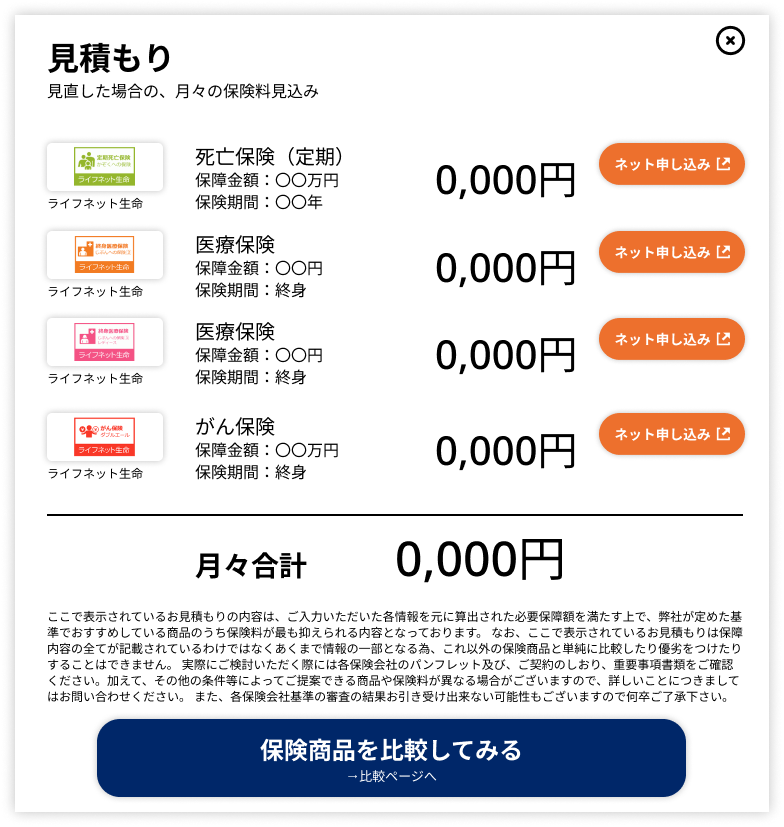 見積もり
見直した場合の、月々の保険料見込み
定期死亡保険
かぞくへの保険
ライフネット生命
ライフネット生命
死亡保険（定期）
保障金額：〇〇万円
保険期間：〇〇年
0,000円
ネット申し込み
終身医療保険
ライフネット生命
ライフネット生命
医療保険
保障金額：〇〇円
保険期間：終身
0,000円
ネット申し込み
終身医療保険
ライフネット生命
ライフネット生命
医療保険
保障金額：〇〇円
保険期間：終身
0,000円
ネット申し込み
がん保険
ダブルエール
ライフネット生命
ライフネット生命
がん保険
保障金額：〇〇万円
保険期間：終身
0,000円
ネット申し込み
月々合計
0,000円
ここで表示されているお見積もりの内容は、ご入力いただいた各情報を元に算出された必要保障額を満たす上で、弊社が定めた基
準でおすすめしている商品のうち保険料が最も抑えられる内容となっております。 なお、ここで表示されているお見積もりは保障
内容の全てが記載されているわけではなくあくまで情報の一部となる為、これ以外の保険商品と単純に比較したり優劣をつけたり
することはできません。 実際にご検討いただく際には各保険会社のパンフレット及び、ご契約のしおり、重要事項書類をご確認
ください。加えて、その他の条件等によってご提案できる商品や保険料が異なる場合がございますので、詳しいことにつきまして
はお問い合わせください。 また、各保険会社基準の審査の結果お引き受け出来ない可能性もございますので何卒ご了承下さい。
保険商品を比較してみる
→比較ページへ